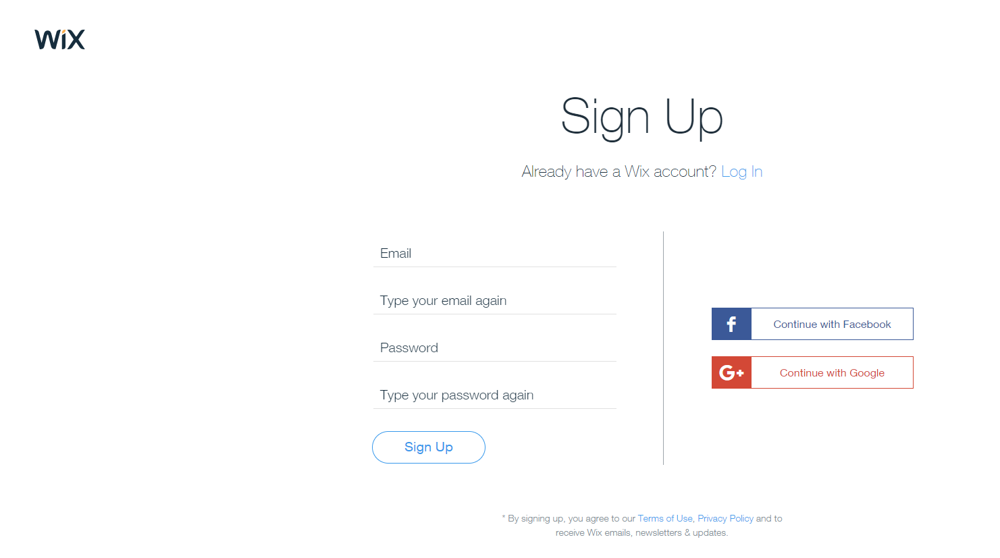 WiX
Sign Up
Already have a Wix account? Log In
Email
Type your email again
Password
Type your password again
Sign Up
f
Continue with Facebook
G+
Continue with Google
* By signing up, you agree to our Terms of Use, Privacy Policy and to
receive Wix emails, newsletters & updates.